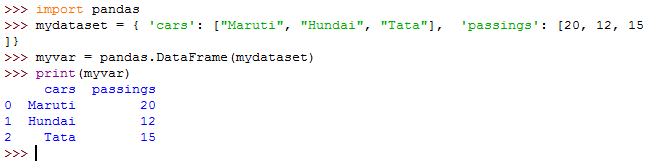 >>> import pandas
>>> mydataset = { 'cars': ["Maruti", "Hundai", "Tata"],  'passings': [20, 12, 15
]}
>>> myvar = pandas.DataFrame(mydataset)
>>> print(myvar)
     cars  passings
0  Maruti        20
1  Hundai        12
2    Tata        15
>>>